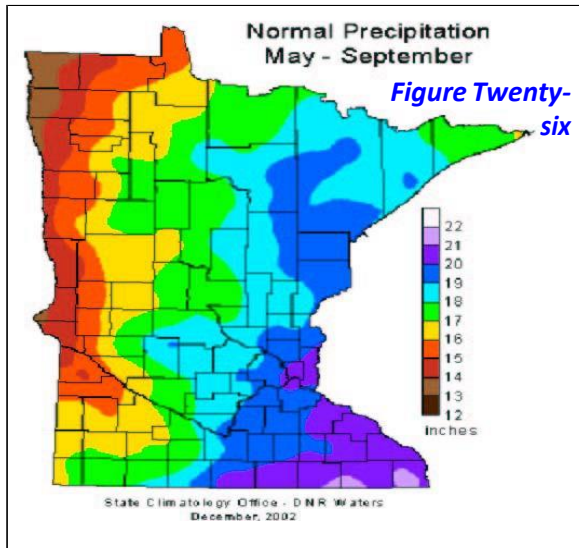 Normal Precipitation
May - September
Figure Twenty-
six
22
21
20
19
18
17
16
15
14
13
12
inches
State Climatology Office - DNR Waters
December, 2002